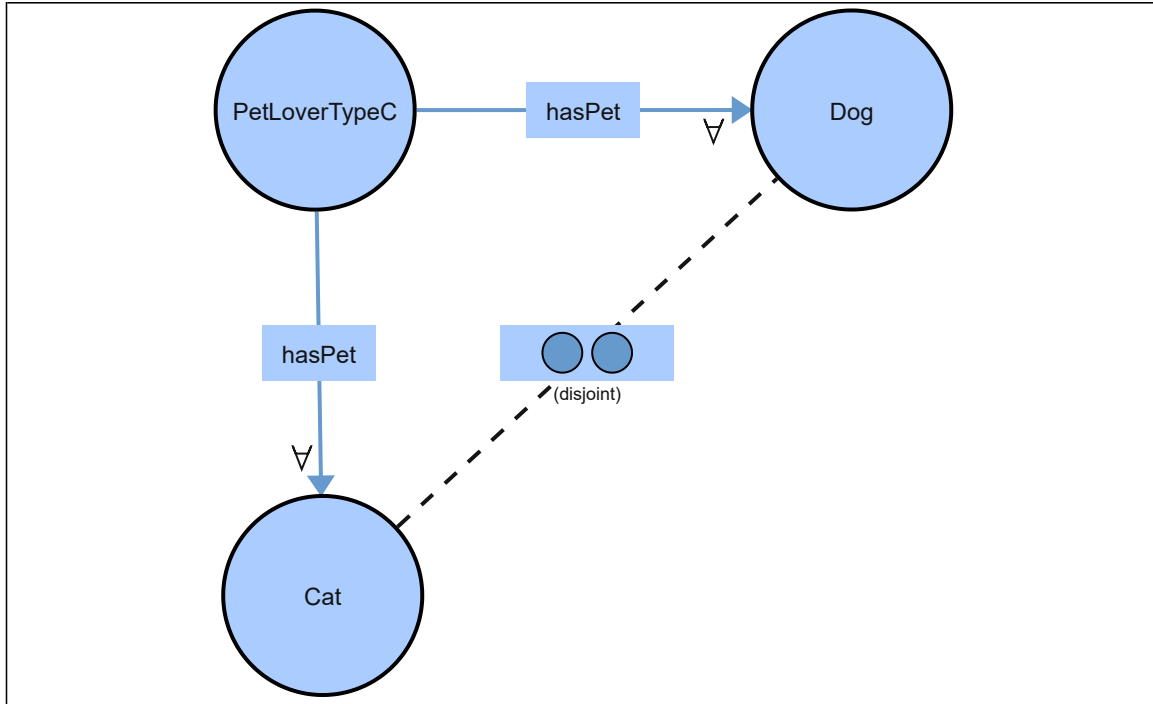 PetLoverTypeC
hasPet
∀
Dog
hasPet
(disjoint)
∀
Cat